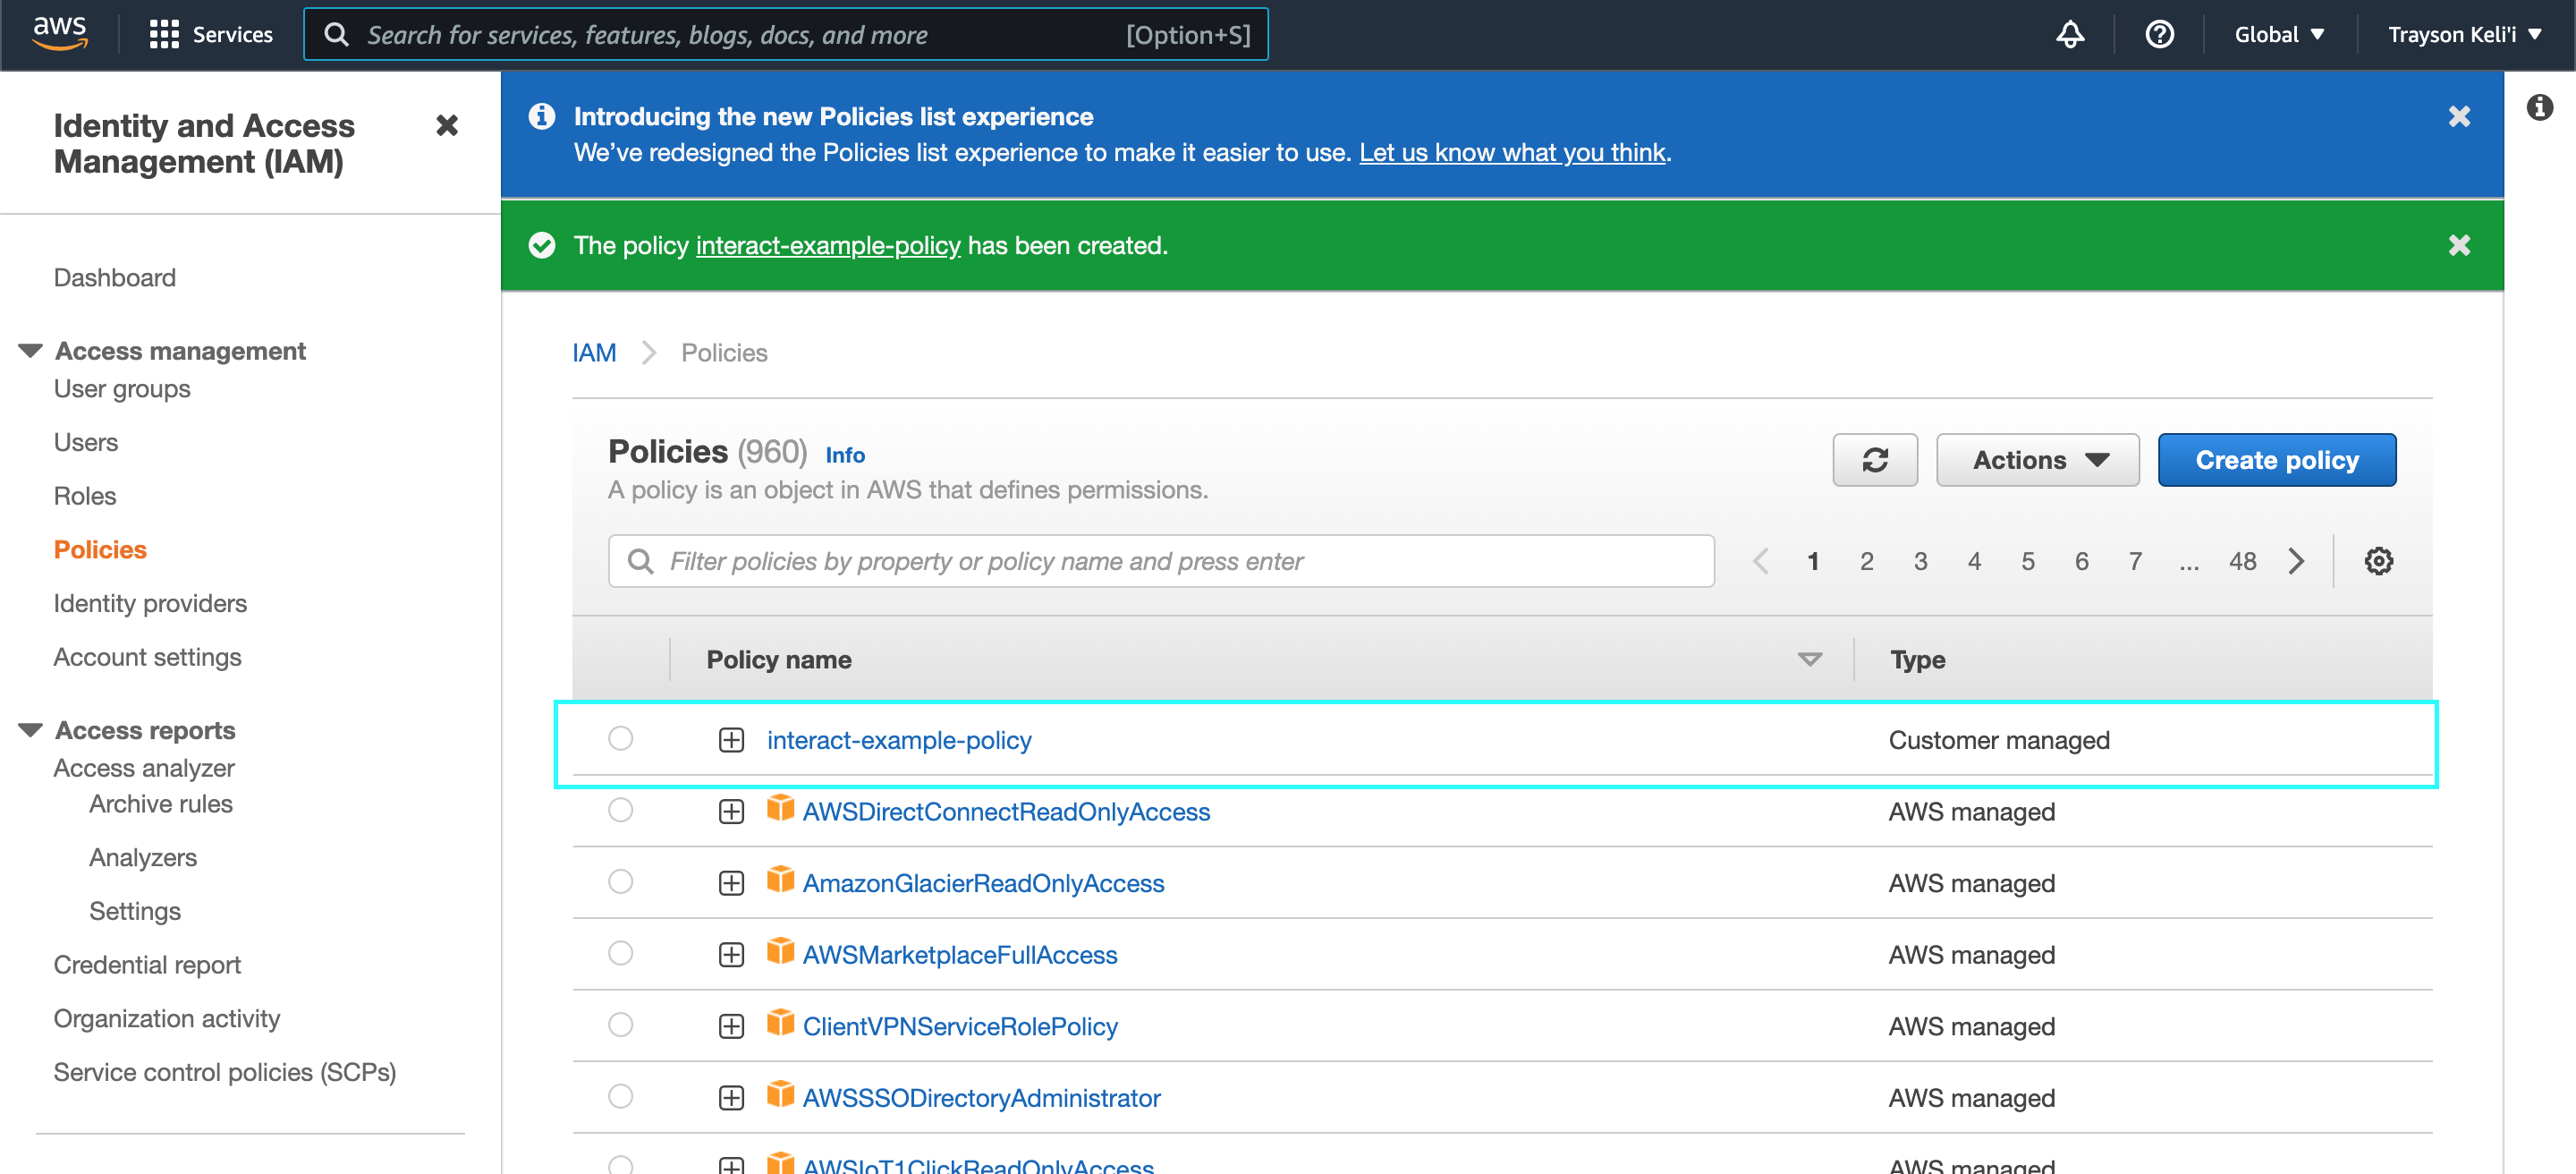 aws
Services
Search for services, features, blogs, docs, and more
[Option+S]
Global ▼
Trayson Keli'i ▼
Identity and Access
Management (IAM)
Dashboard
Access management
User groups
Users
Roles
Policies
Identity providers
Account settings
Access reports
Access analyzer
Archive rules
Analyzers
Settings
Credential report
Organization activity
Service control policies (SCPs)
Introducing the new Policies list experience
We’ve redesigned the Policies list experience to make it easier to use. Let us know what you think.
The policy interact-example-policy has been created.
IAM
Policies
Policies (960) Info
A policy is an object in AWS that defines permissions.
Actions
Create policy
Filter policies by property or policy name and press enter
1 2 3 4 5 6 7 ... 48
Policy name
Type
interact-example-policy
Customer managed
AWSDirectConnectReadOnlyAccess
AWS managed
AmazonGlacierReadOnlyAccess
AWS managed
AWSMarketplaceFullAccess
AWS managed
ClientVPNServiceRolePolicy
AWS managed
AWSSSODirectoryAdministrator
AWS managed
AWSIoT1ClickReadOnlyAccess
AWS managed